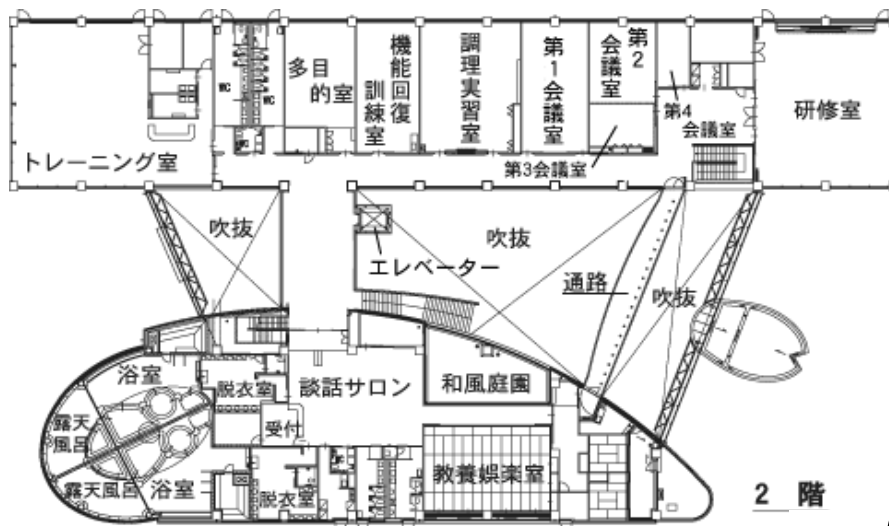 トレーニング室
WC
WC
WC
多目的室
機能回復訓練室
調理実習室
第1会議室
第2会議室
第3会議室
第4会議室
研修室
吹抜
エレベーター
吹抜
通路
吹抜
浴室
脱衣室
談話サロン
和風庭園
露天風呂
受付
露天風呂
浴室
脱衣室
教養娯楽室
2 階